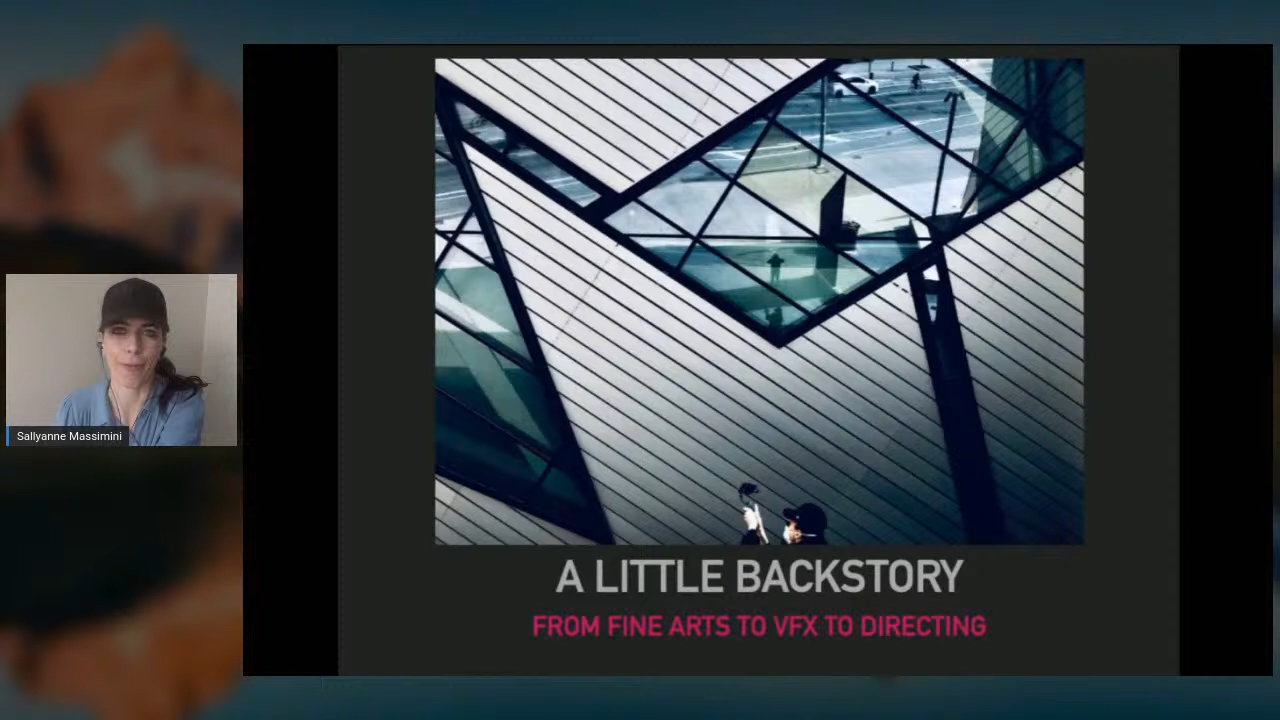 Sallyanne Massimini
A LITTLE BACKSTORY
FROM FINE ARTS TO VFX TO DIRECTING